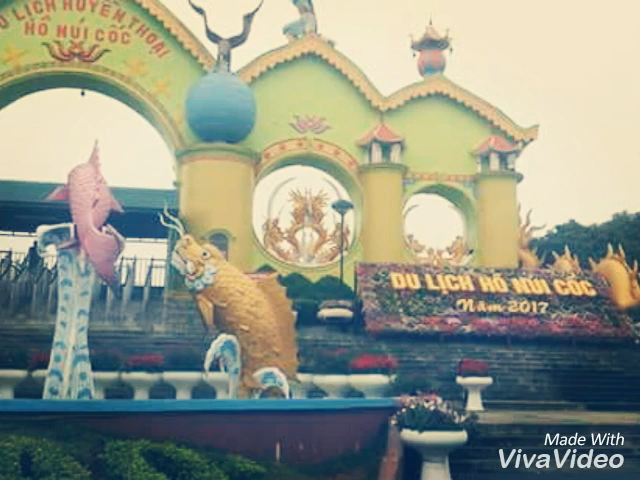 DU LỊCH HUYỀN THOẠI
HỒ NÚI CỐC
DU LỊCH HỒ NÚI CỐC
Năm 2017
Made With
VivaVideo